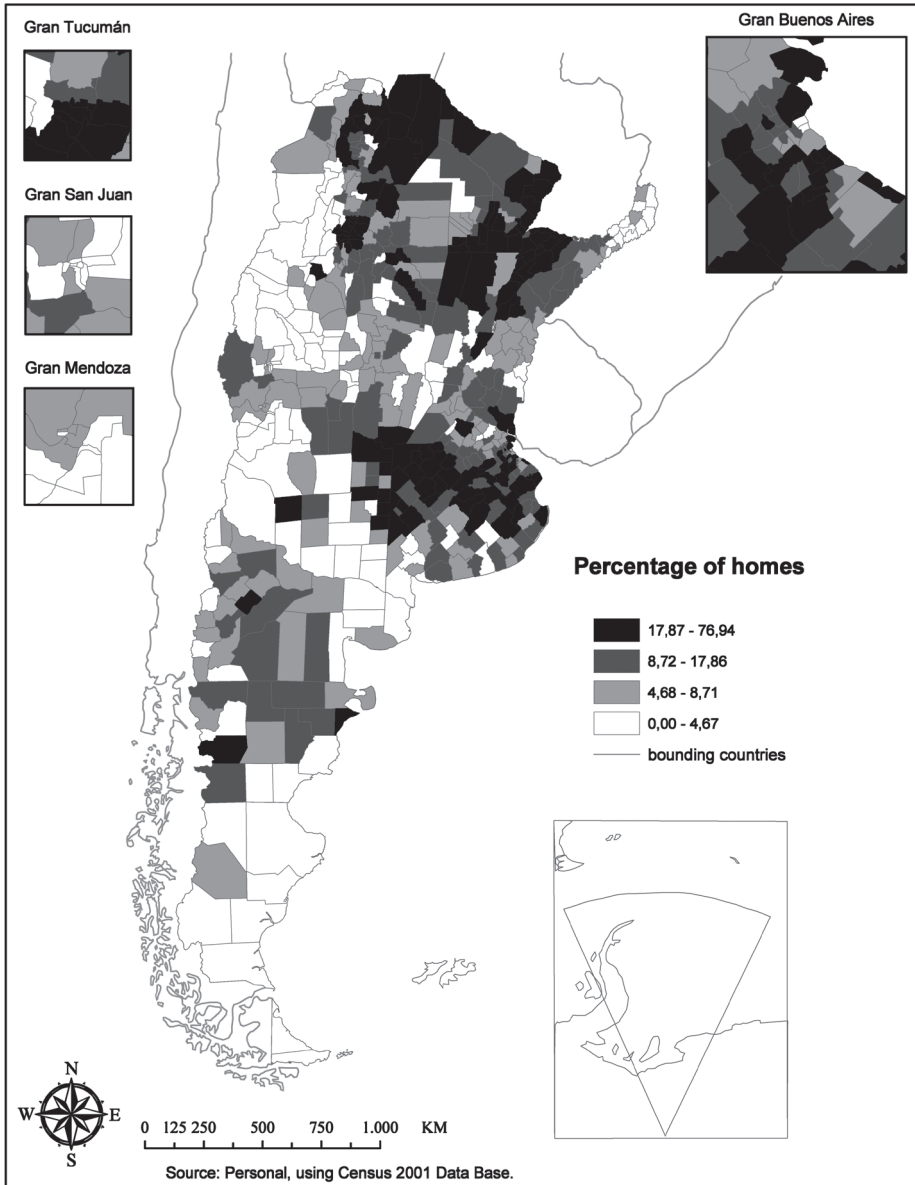 Gran Tucumán
Gran San Juan
Gran Mendoza
Gran Buenos Aires
Percentage of homes
17,87 - 76,94
8,72 - 17,86
4,68 - 8,71
0,00 - 4,67
bounding countries
N
W E
S
0 125 250 500 750 1.000 KM
Source: Personal, using Census 2001 Data Base.